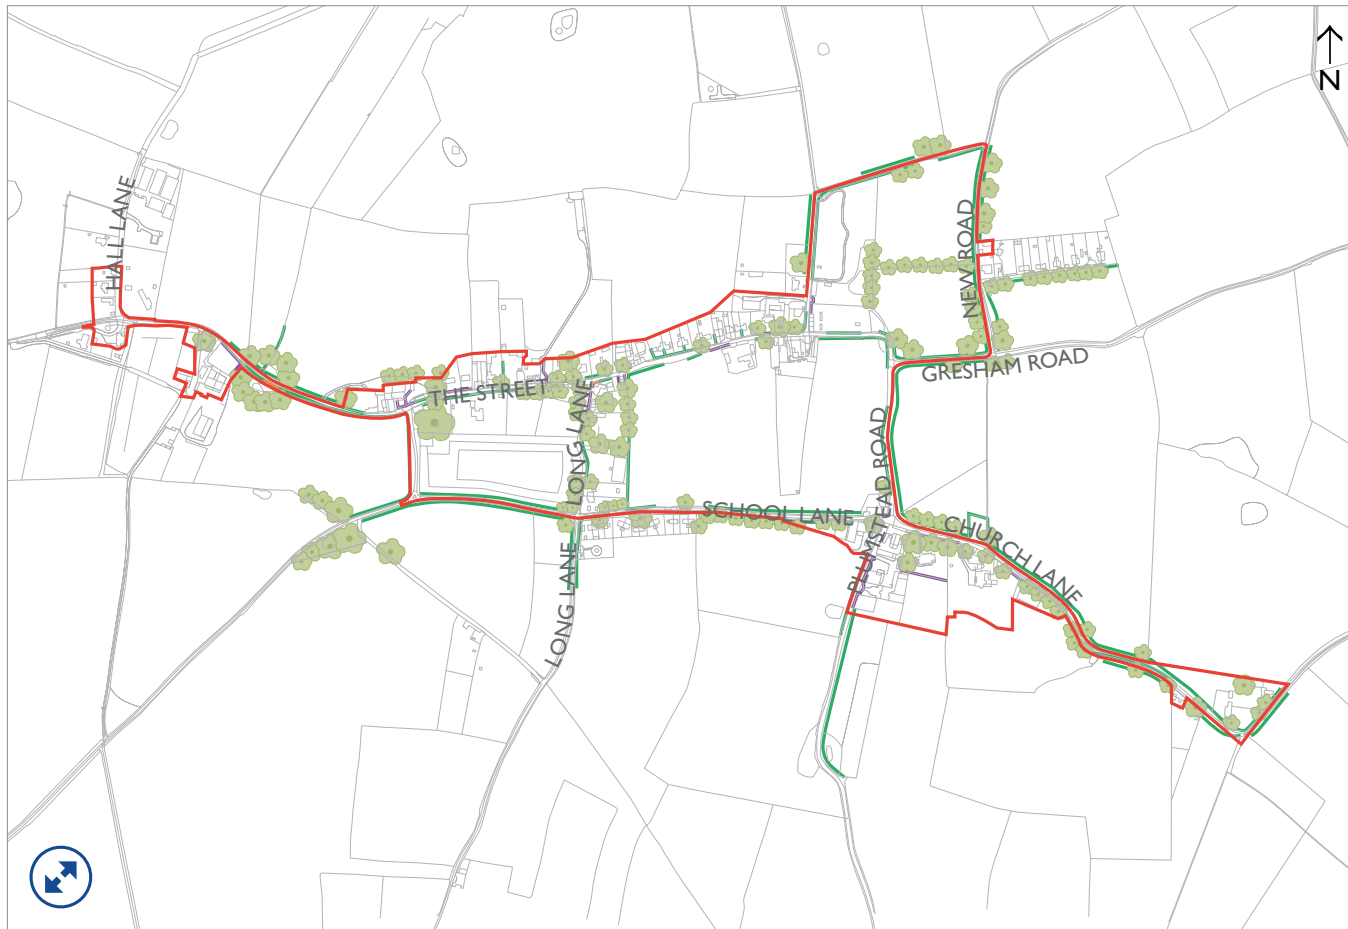 N
HALL LANE
NEW ROAD
GRESHAM ROAD
THE STREET
LONG LANE
PLUMSTEAD ROAD
SCHOOL LANE
CHURCH LANE
LONG LANE